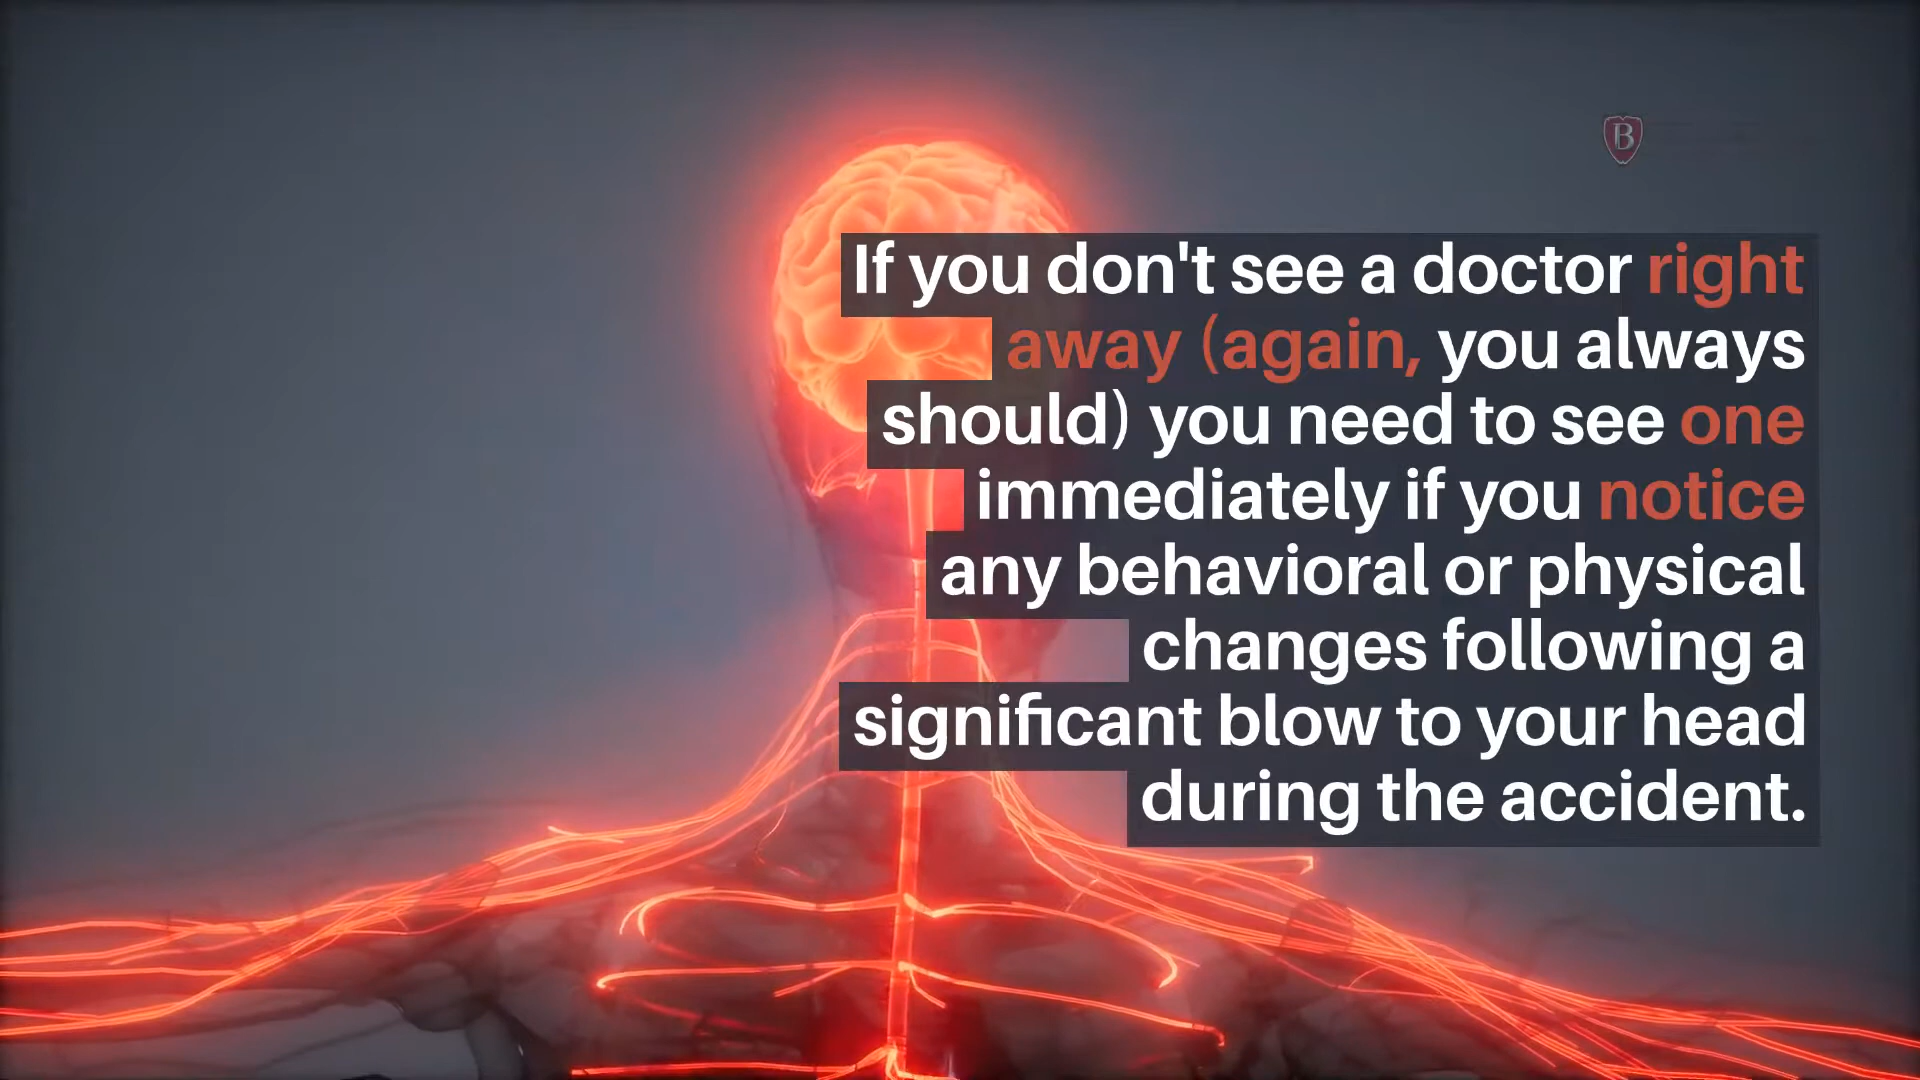 B
If you don't see a doctor right
away (again, you always
should) you need to see one
immediately if you notice
any behavioral or physical
changes following a
significant blow to your head
during the accident.